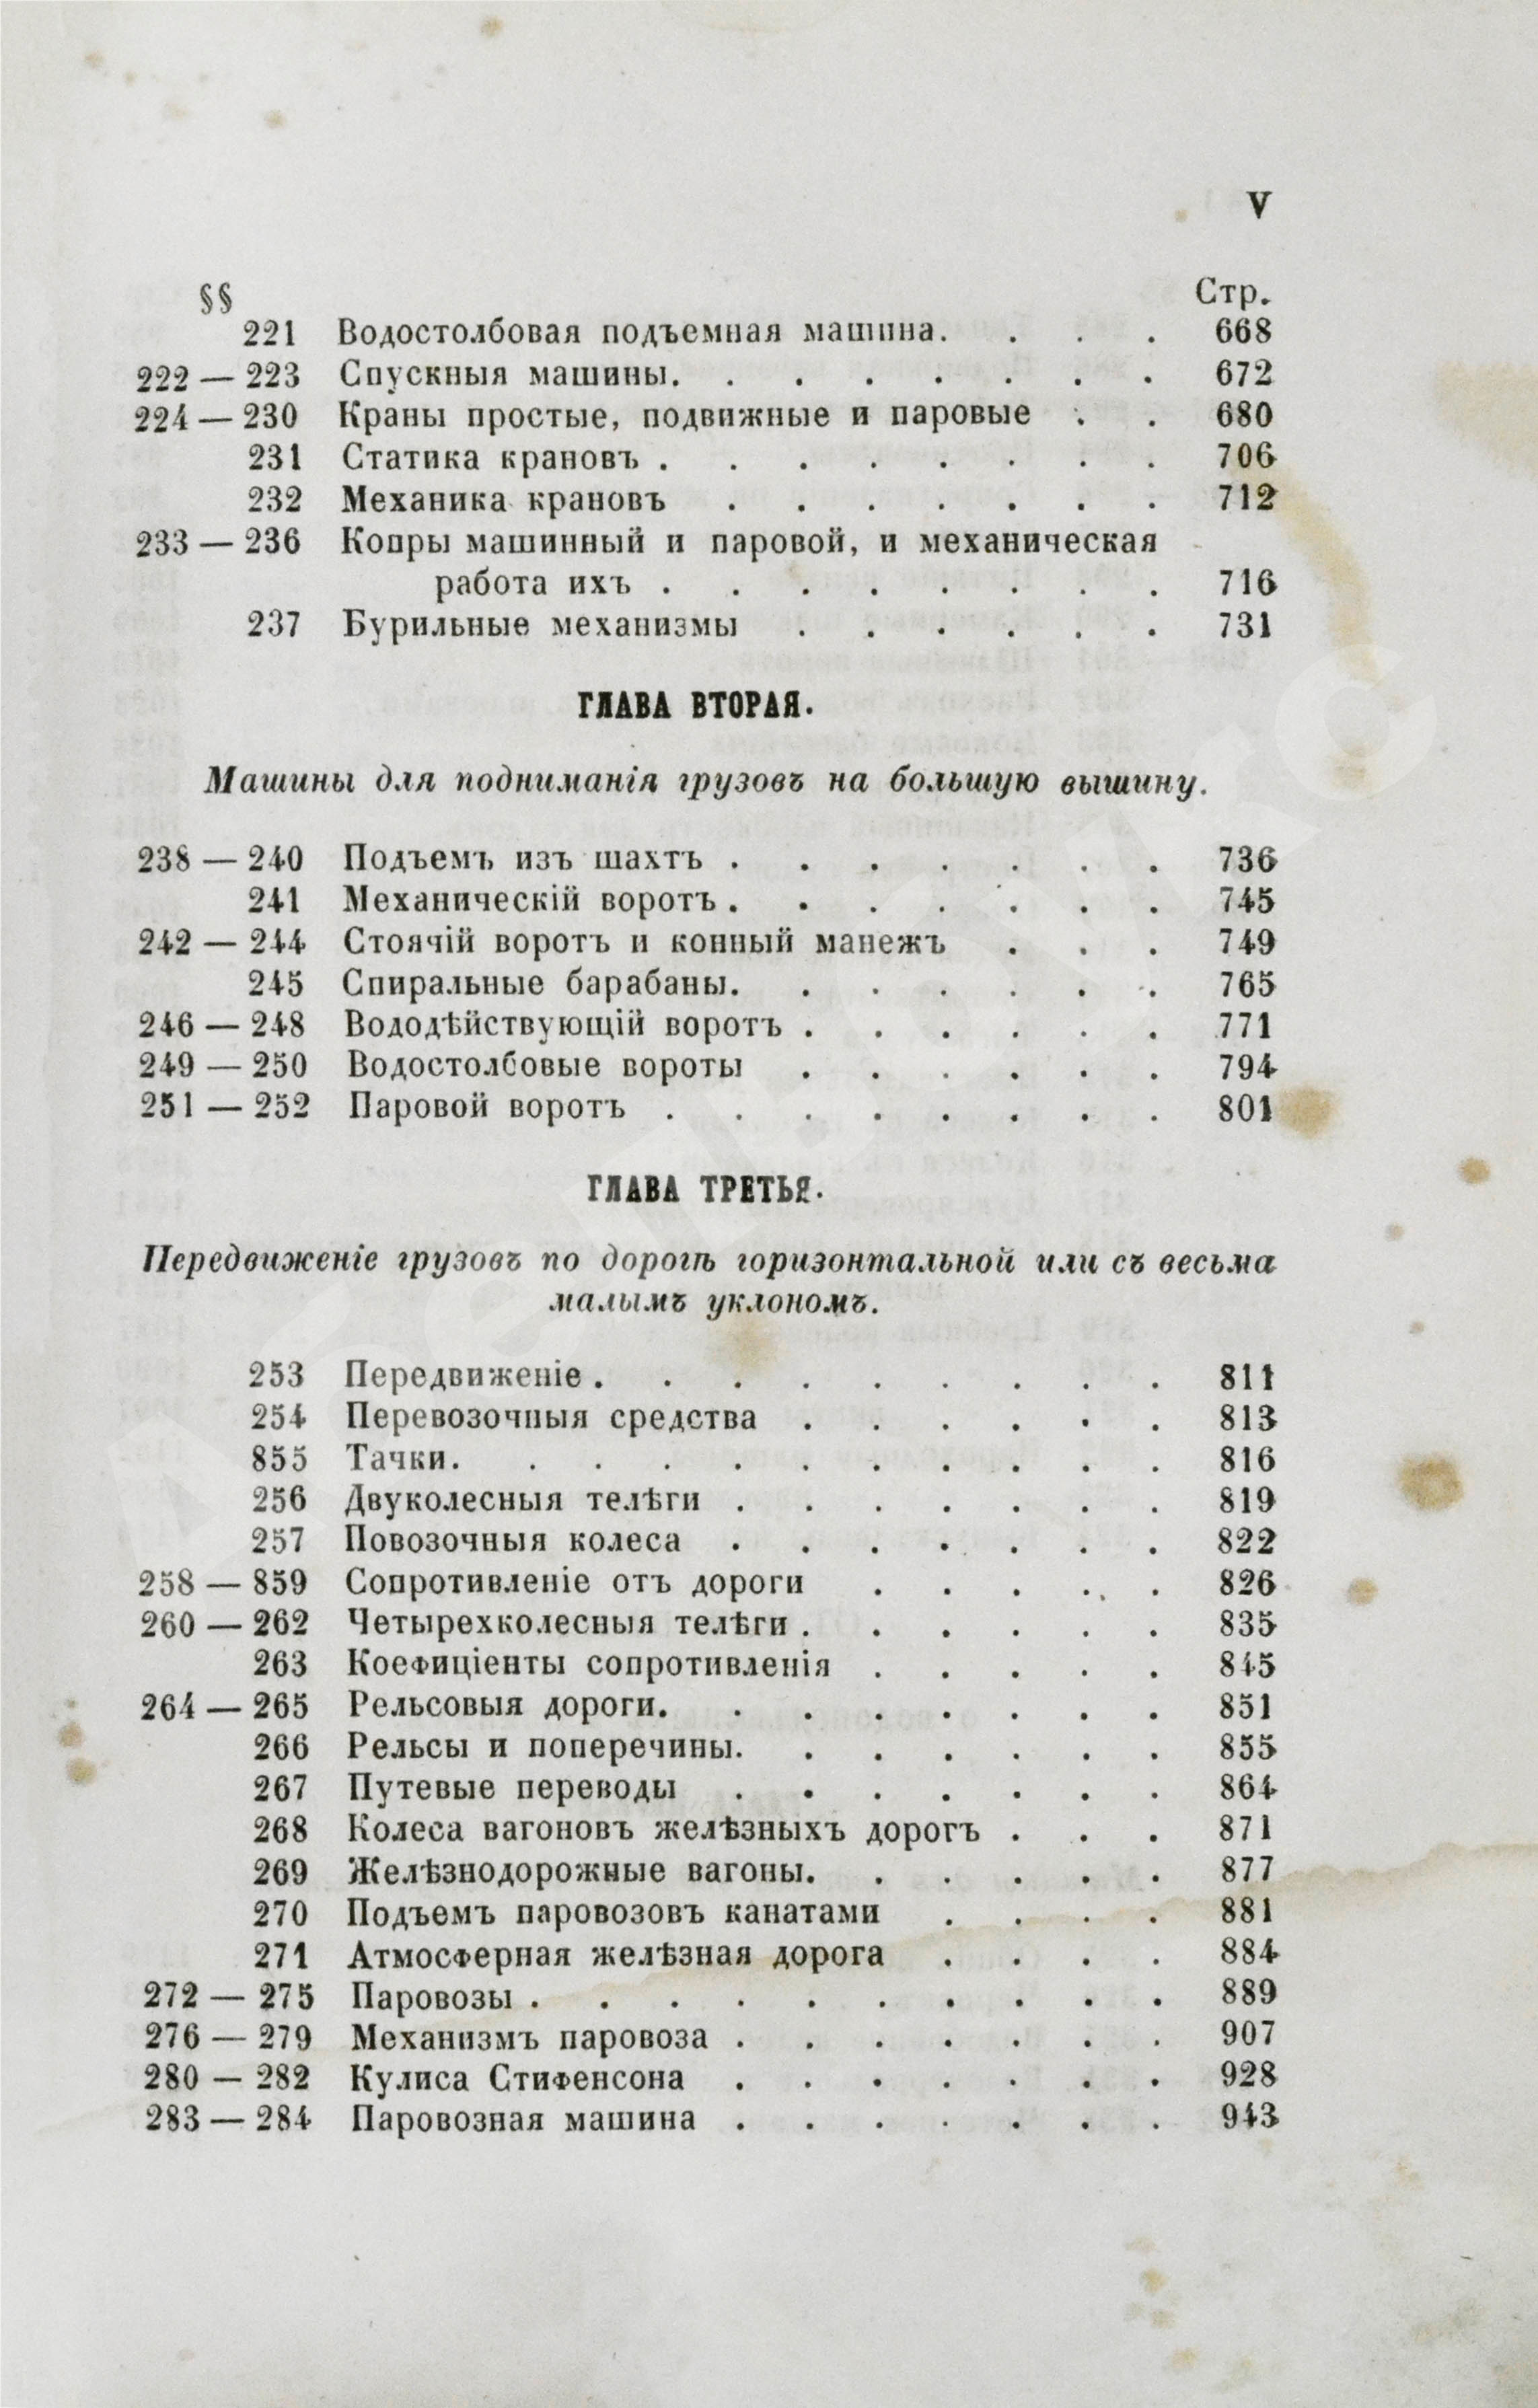 V
§§ Стр.
221 Водостолбовая подъемная машина. . . . 668
222 — 223 Спускныя машины. . . . . . . . 672
224 — 230 Краны простые, подвижные и паровые . . 680
231 Статика крановъ . . . . . . . . 706
232 Механика крановъ . . . . . . . 712
233 — 236 Копры машинный и паровой, и механическая
работа ихъ . . . . . . . . 716
237 Бурильные механизмы . . . . . . 731
ГЛАВА ВТОРАЯ.
Машины для подниманія грузовъ на большую вышину.
238 — 240 Подъемъ изъ шахтъ . . . . . . . 736
241 Механическій воротъ . . . . . . . 745
242 — 244 Стоячій воротъ и конный манежъ . . . 749
245 Спиральные барабаны. . . . . . . 765
246 — 248 Вододѣйствующій воротъ . . . . . . 771
249 — 250 Водостолбовые вороты . . . . . . 794
251 — 252 Паровой воротъ . . . . . . . . 801
ГЛАВА ТРЕТЬЯ.
Передвиженіе грузовъ по дорогѣ горизонтальной или съ весьма
малымъ уклономъ.
253 Передвиженіе . . . . . . . . . 811
254 Перевозочныя средства . . . . . . 813
855 Тачки. . . . . . . . . . . 816
256 Двуколесныя телѣги . . . . . . . 819
257 Повозочныя колеса . . . . . . . 822
258 — 859 Сопротивленіе отъ дороги . . . . . 826
260 — 262 Четырехколесныя телѣги . . . . . . 835
263 Коефиціенты сопротивленія . . . . . 845
264 — 265 Рельсовыя дороги. . . . . . . . 851
266 Рельсы и поперечины. . . . . . . 855
267 Путевые переводы . . . . . . . 864
268 Колеса вагоновъ желѣзныхъ дорогъ . . . 871
269 Желѣзнодорожные вагоны. . . . . . 877
270 Подъемъ паровозовъ канатами . . . . 881
271 Атмосферная желѣзная дорога . . . . 884
272 — 275 Паровозы . . . . . . . . . . 889
276 — 279 Механизмъ паровоза . . . . . . . 907
280 — 282 Кулиса Стифенсона . . . . . . . 928
283 — 284 Паровозная машина . . . . . . . 943